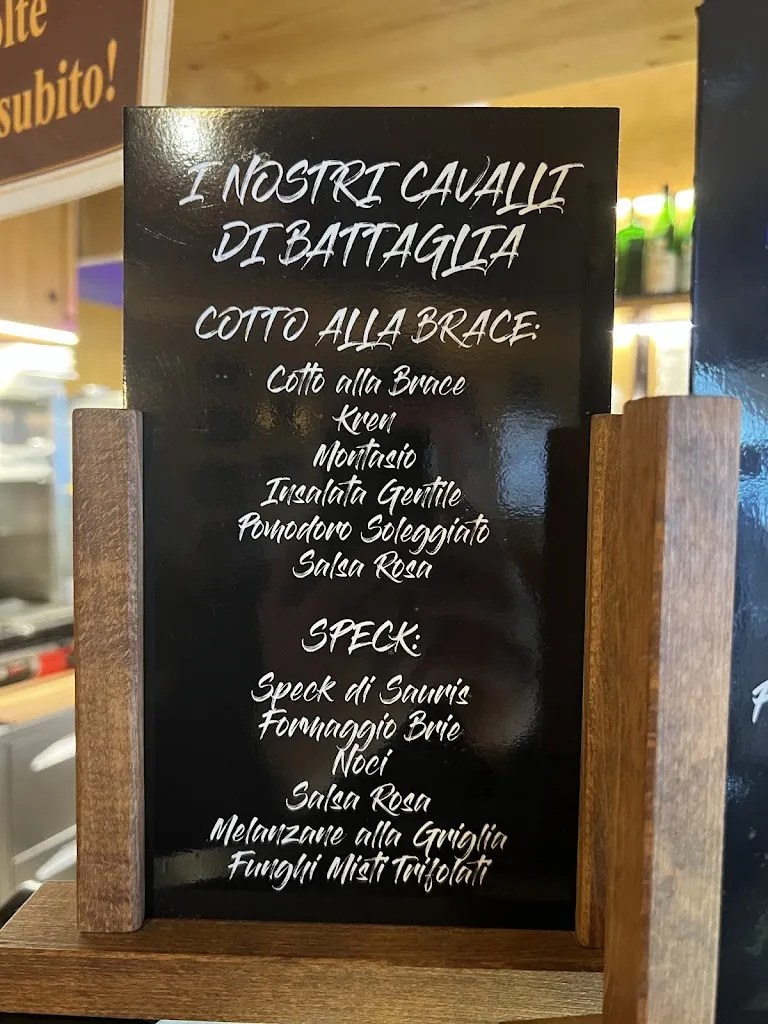 subito!
I NOSTRI CAVALLI
DI BATTAGLIA
COTTO ALLA BRACE:
Cotto alla Brace
Kren
Montasio
Insalata Gentile
Pomodoro Soleggiato
Salsa Rosa
SPECK:
Speck di Sauris
Formaggio Brie
Noci
Salsa Rosa
Melanzane alla Griglia
Funghi Misti Trifolati